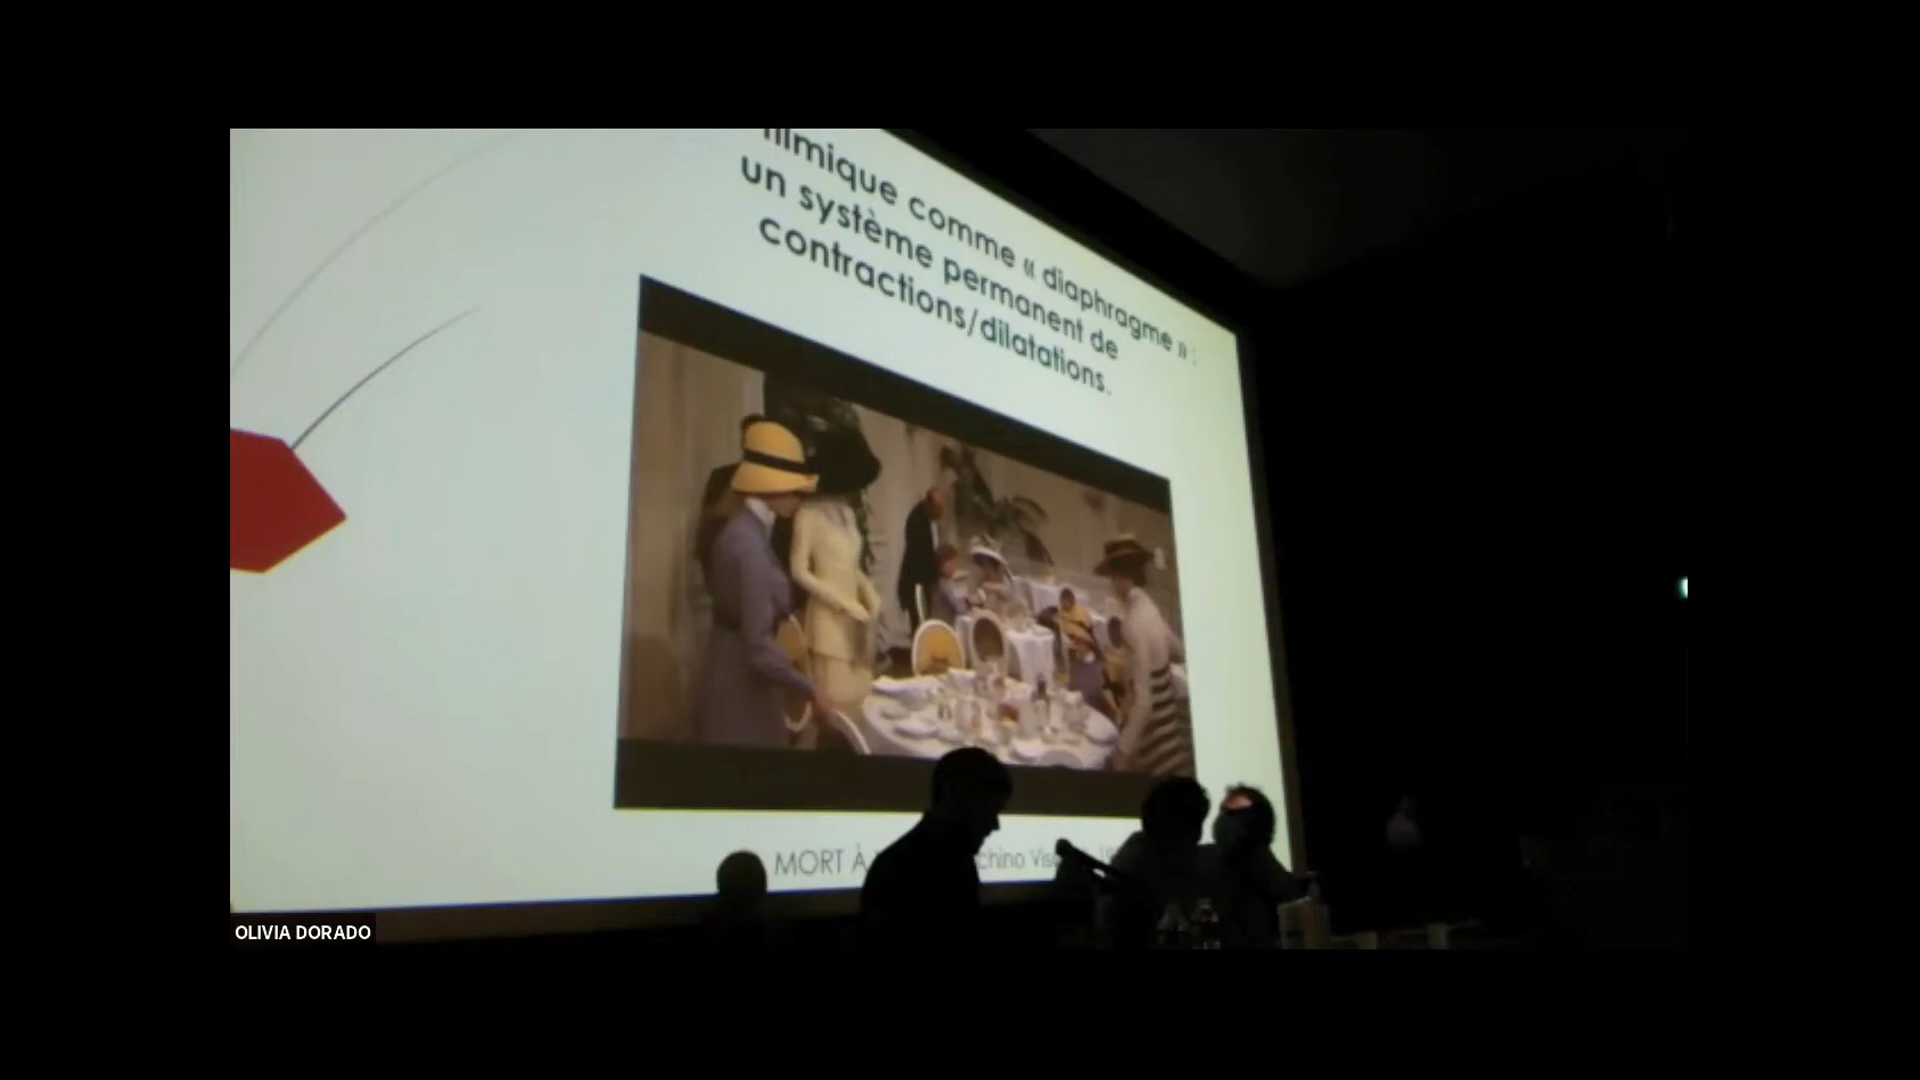 filmique comme « diaphragme » :
un système permanent de
contractions/dilatations.
MORT À
OLIVIA DORADO